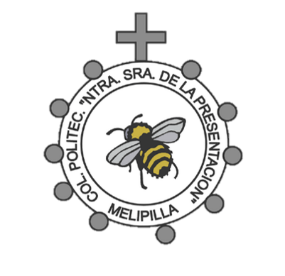 COL. POLITEC. "NTRA. SRA. DE LA PRESENTACION"
MELIPILLA